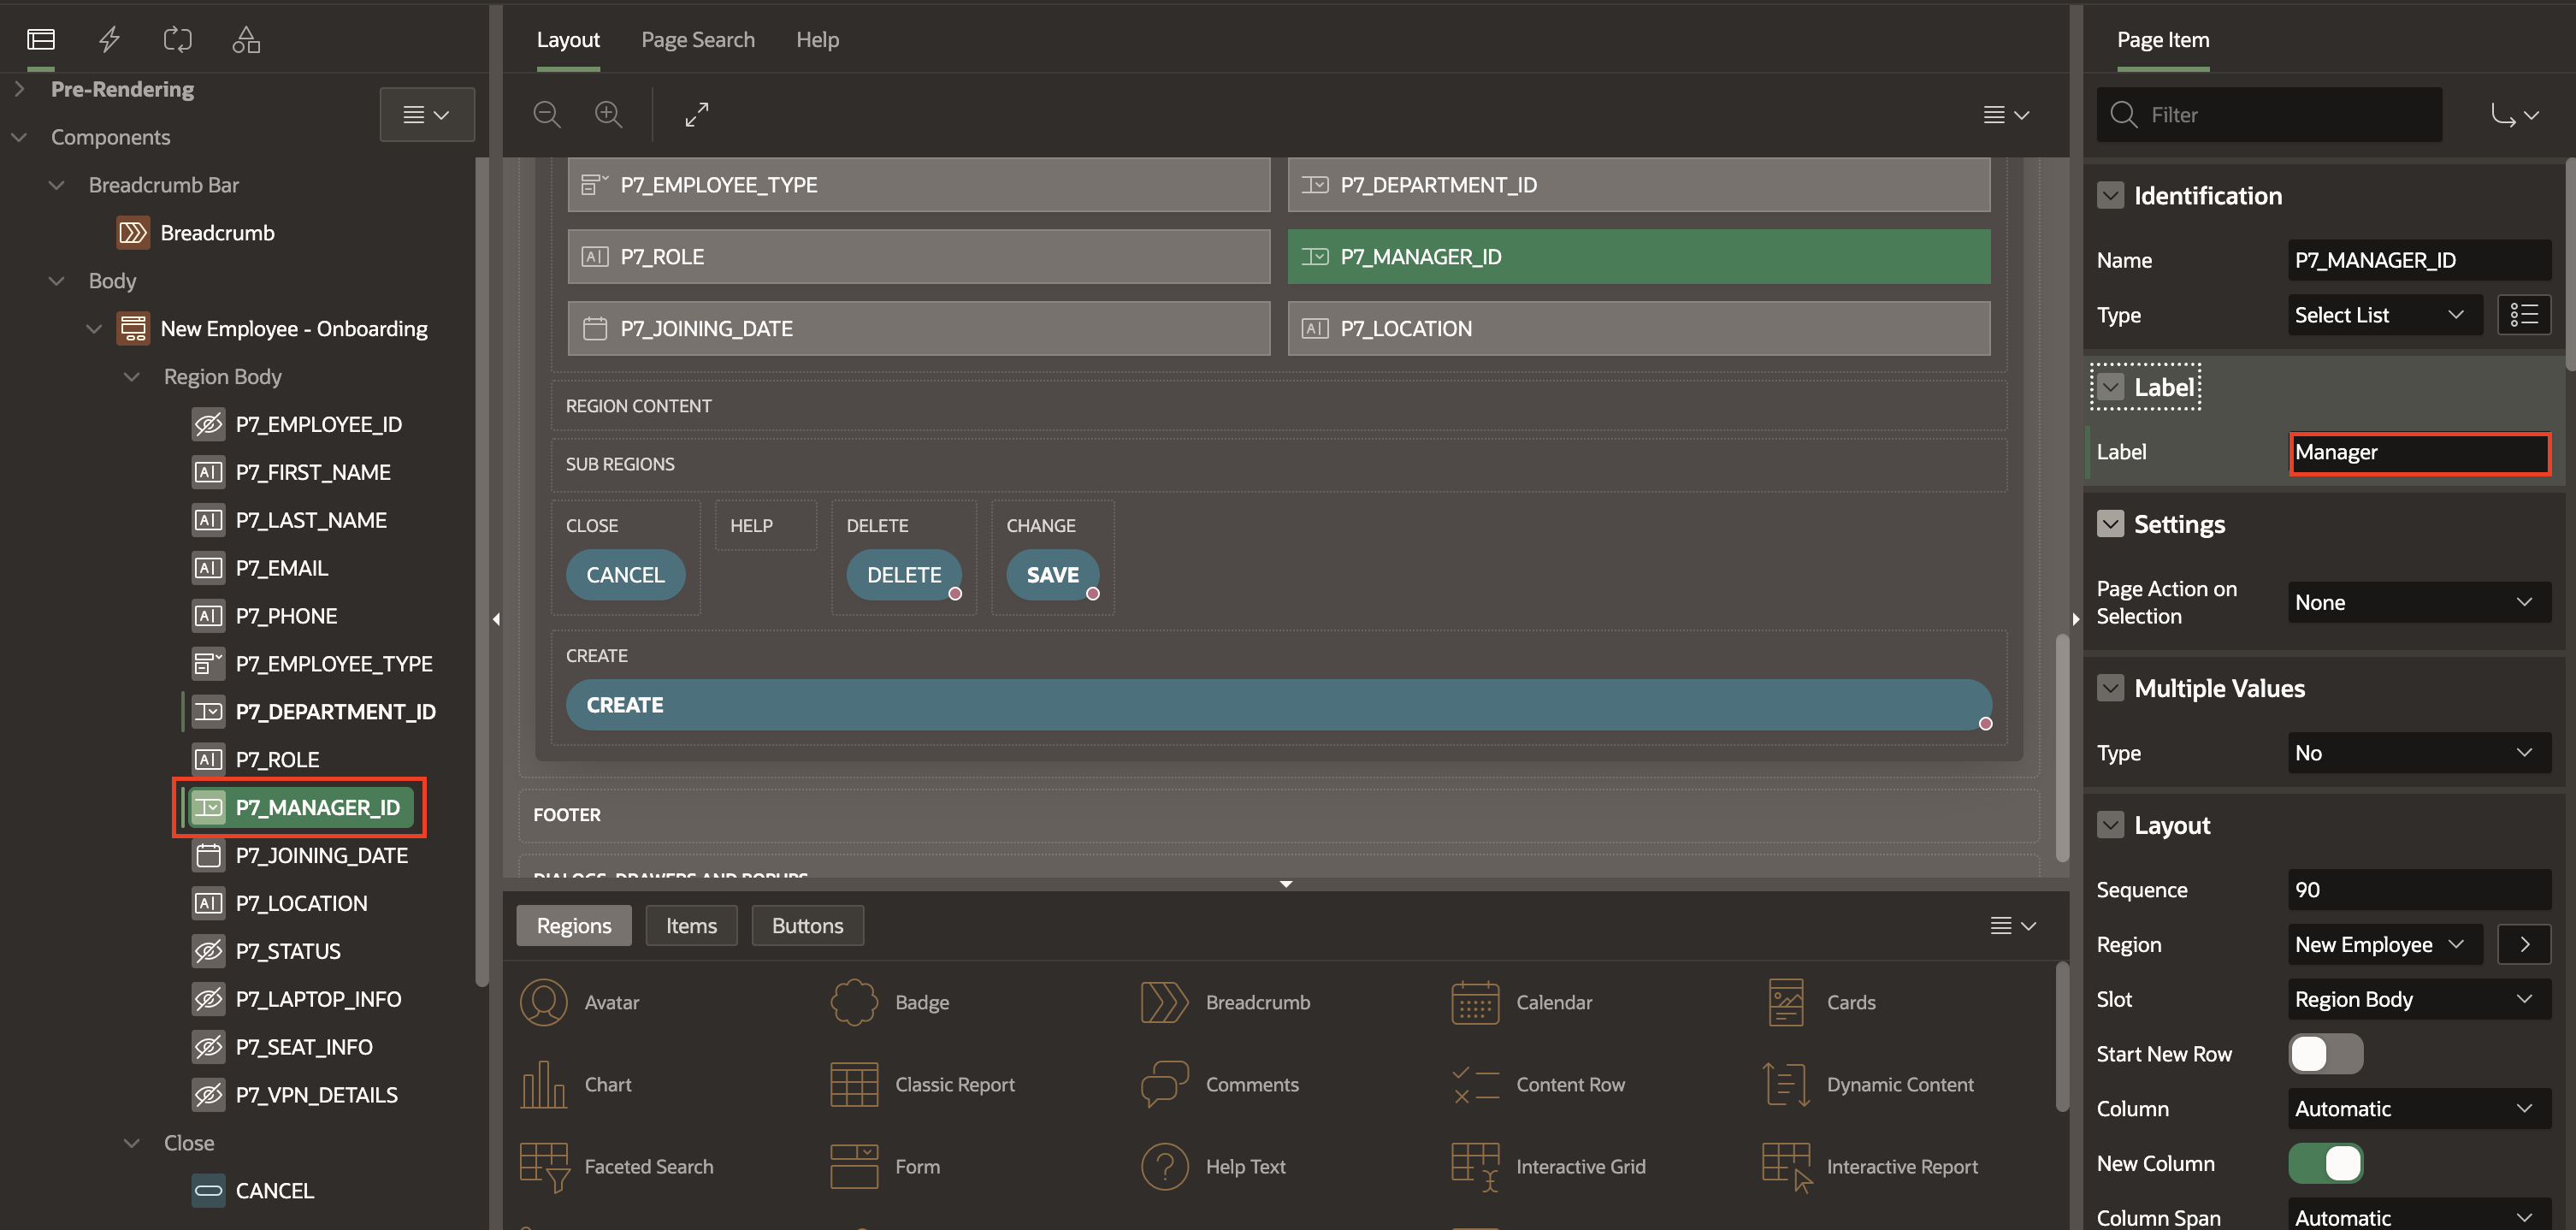 Pre-Rendering
Components
Breadcrumb Bar
Breadcrumb
Body
New Employee - Onboarding
Region Body
P7_EMPLOYEE_ID
P7_FIRST_NAME
P7_LAST_NAME
P7_EMAIL
P7_PHONE
P7_EMPLOYEE_TYPE
P7_DEPARTMENT_ID
P7_ROLE
P7_MANAGER_ID
P7_JOINING_DATE
P7_LOCATION
P7_STATUS
P7_LAPTOP_INFO
P7_SEAT_INFO
P7_VPN_DETAILS
Close
CANCEL
Layout Page Search Help
P7_EMPLOYEE_TYPE P7_DEPARTMENT_ID
P7_ROLE P7_MANAGER_ID
P7_JOINING_DATE P7_LOCATION
REGION CONTENT
SUB REGIONS
CLOSE HELP DELETE CHANGE
CANCEL DELETE SAVE
CREATE
CREATE
FOOTER
DIALOGS, DRAWERS AND POPUPS
Regions Items Buttons
Avatar Badge Breadcrumb Calendar Cards
Chart Classic Report Comments Content Row Dynamic Content
Faceted Search Form Help Text Interactive Grid Interactive Report
Page Item
Filter
Identification
Name P7_MANAGER_ID
Type Select List
Label
Label Manager
Settings
Page Action on
Selection None
Multiple Values
Type No
Layout
Sequence 90
Region New Employee
Slot Region Body
Start New Row
Column Automatic
New Column
Column Span Automatic